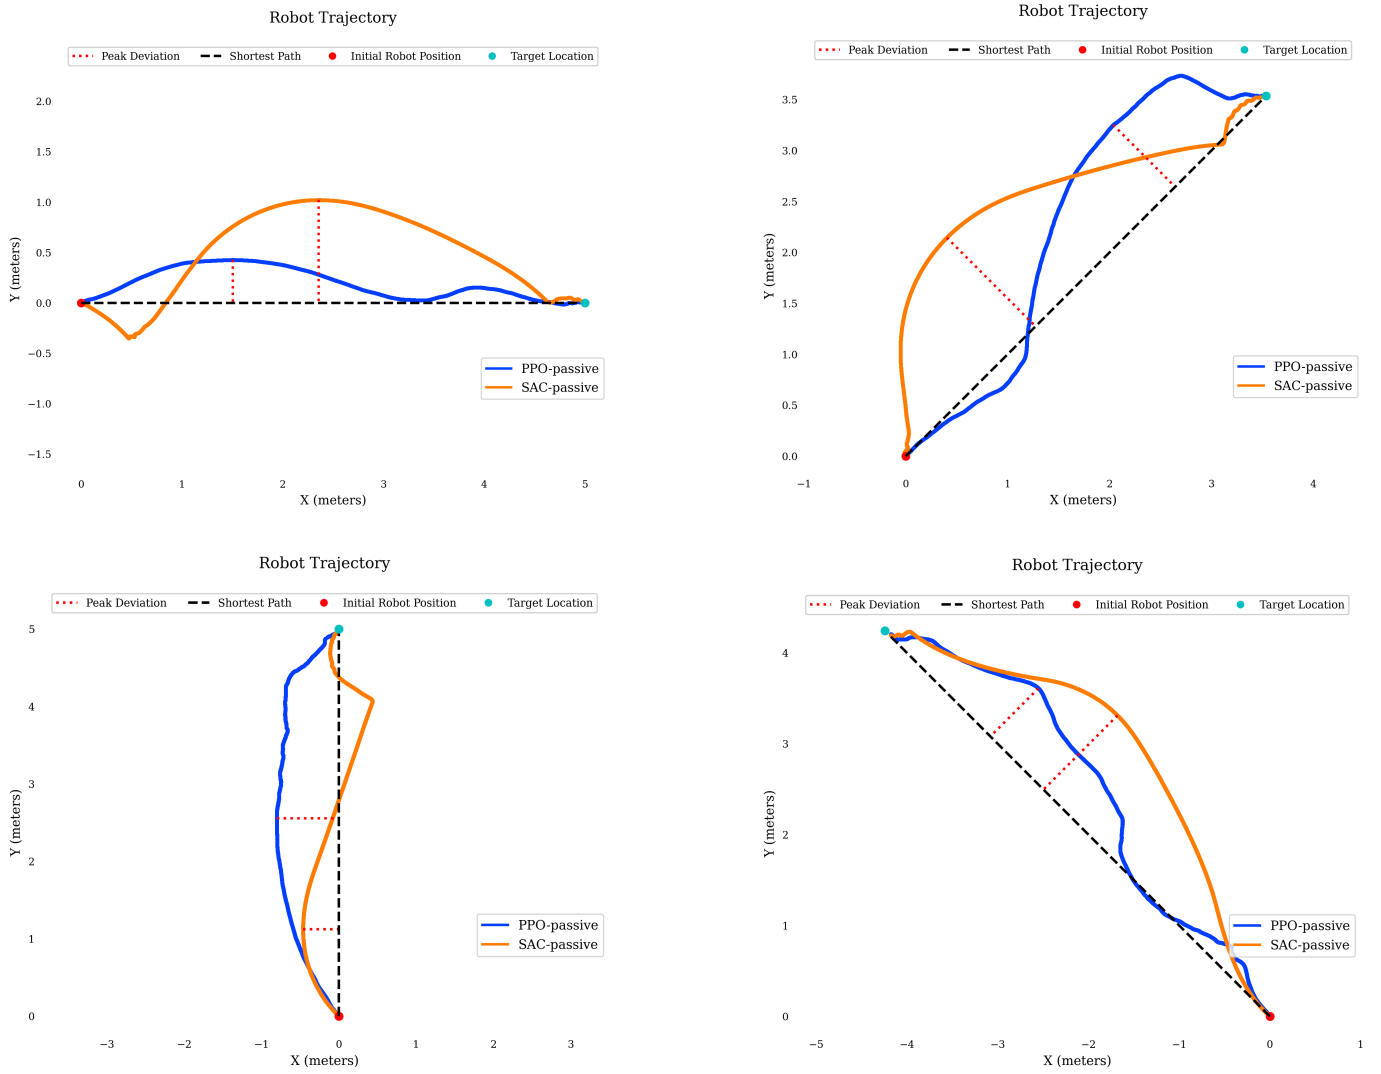 Robot Trajectory
Peak Deviation Shortest Path Initial Robot Position Target Location
2.0
1.5
1.0
0.5
0.0
−0.5
−1.0
−1.5
Y (meters)
PPO-passive
SAC-passive
0 1 2 3 4 5
X (meters)
Robot Trajectory
Peak Deviation Shortest Path Initial Robot Position Target Location
3.5
3.0
2.5
2.0
1.5
1.0
0.5
0.0
Y (meters)
PPO-passive
SAC-passive
−1 0 1 2 3 4
X (meters)
Robot Trajectory
Peak Deviation Shortest Path Initial Robot Position Target Location
5
4
3
2
1
0
Y (meters)
PPO-passive
SAC-passive
−3 −2 −1 0 1 2 3
X (meters)
Robot Trajectory
Peak Deviation Shortest Path Initial Robot Position Target Location
4
3
2
1
0
Y (meters)
PPO-passive
SAC-passive
−5 −4 −3 −2 −1 0 1
X (meters)